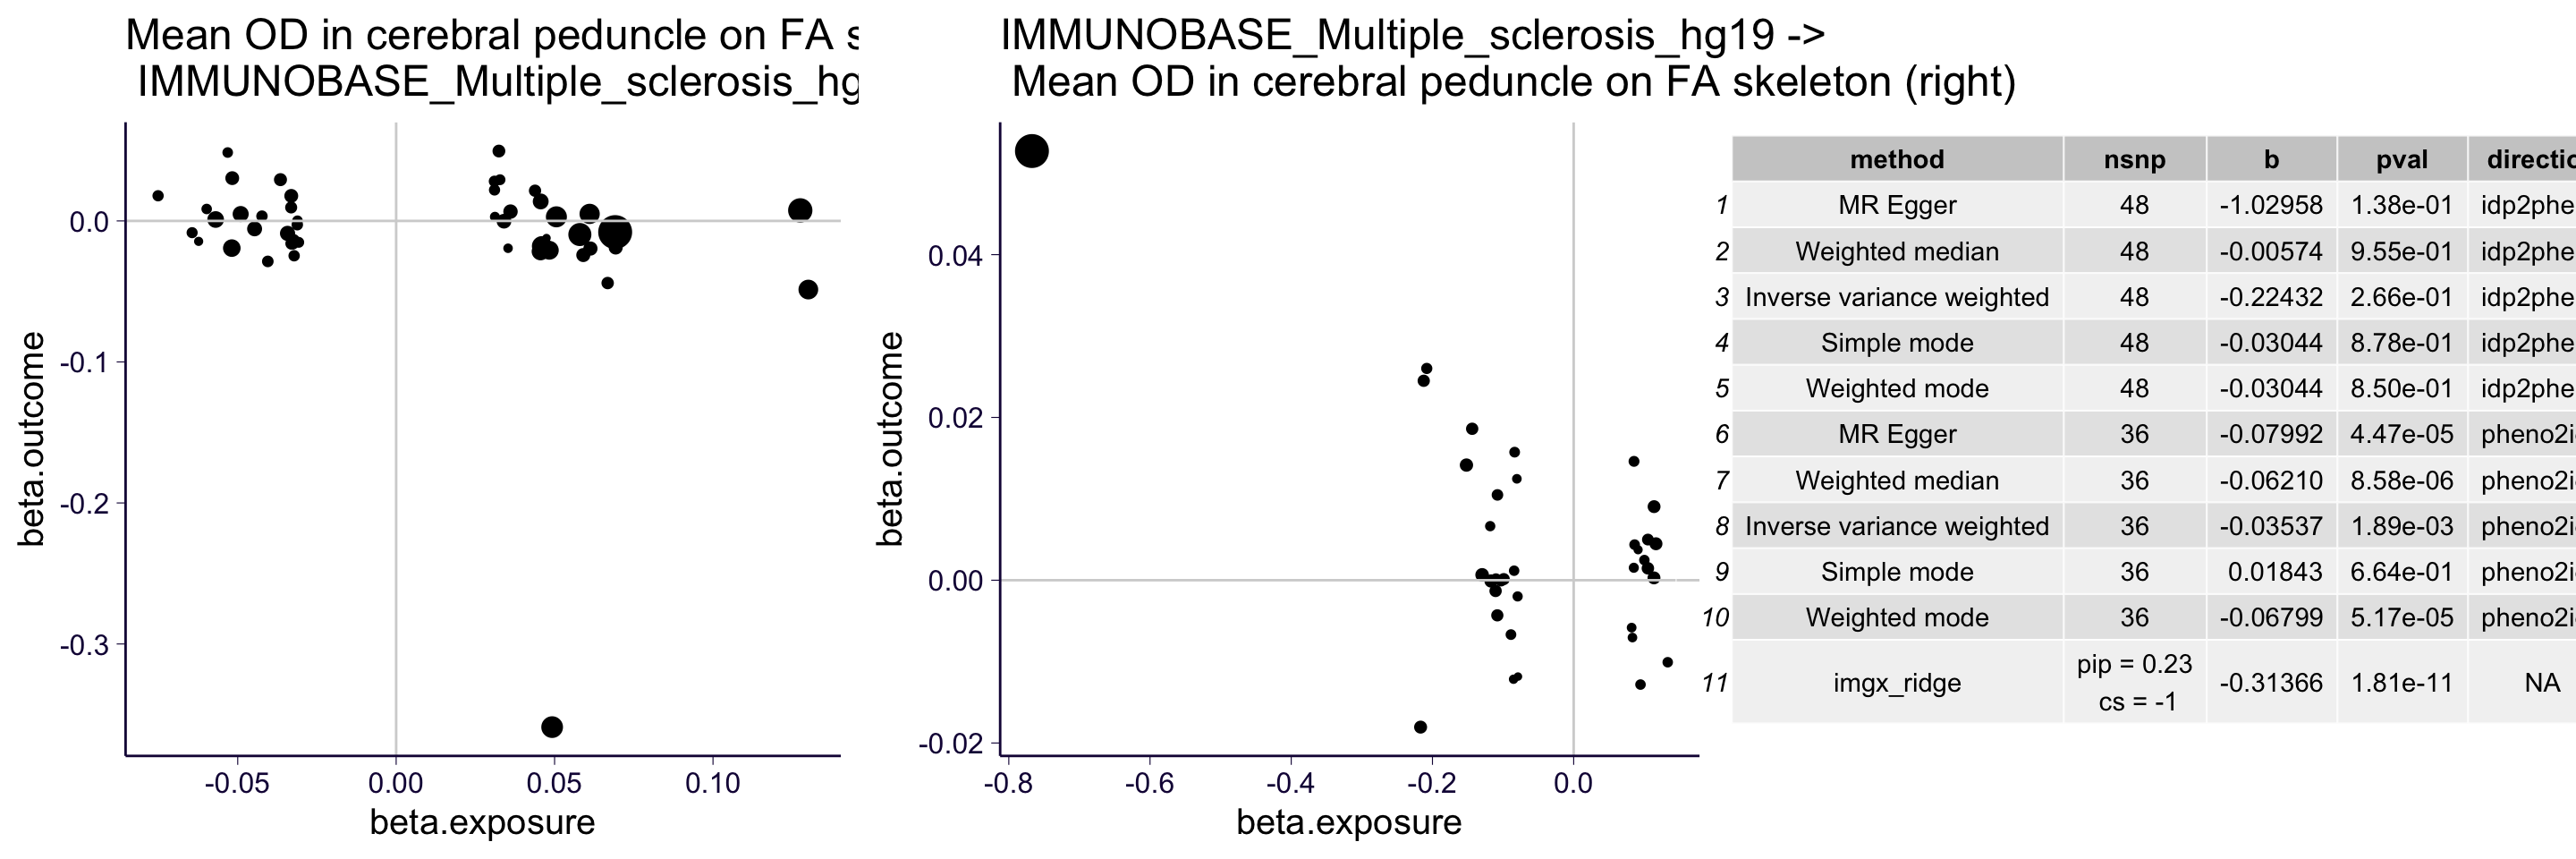 Mean OD in cerebral peduncle on FA s
IMMUNOBASE_Multiple_sclerosis_hg
0.0
-0.1
-0.2
-0.3
beta.outcome
-0.05 0.00 0.05 0.10
beta.exposure
IMMUNOBASE_Multiple_sclerosis_hg19 ->
Mean OD in cerebral peduncle on FA skeleton (right)
0.04
0.02
0.00
-0.02
beta.outcome
-0.8 -0.6 -0.4 -0.2 0.0
beta.exposure
method nsnp b pval directic
1 MR Egger 48 -1.02958 1.38e-01 idp2phe
2 Weighted median 48 -0.00574 9.55e-01 idp2phe
3 Inverse variance weighted 48 -0.22432 2.66e-01 idp2phe
4 Simple mode 48 -0.03044 8.78e-01 idp2phe
5 Weighted mode 48 -0.03044 8.50e-01 idp2phe
6 MR Egger 36 -0.07992 4.47e-05 pheno2i
7 Weighted median 36 -0.06210 8.58e-06 pheno2i
8 Inverse variance weighted 36 -0.03537 1.89e-03 pheno2i
9 Simple mode 36 0.01843 6.64e-01 pheno2i
10 Weighted mode 36 -0.06799 5.17e-05 pheno2i
11 imgx_ridge pip = 0.23 -0.31366 1.81e-11 NA
cs = -1